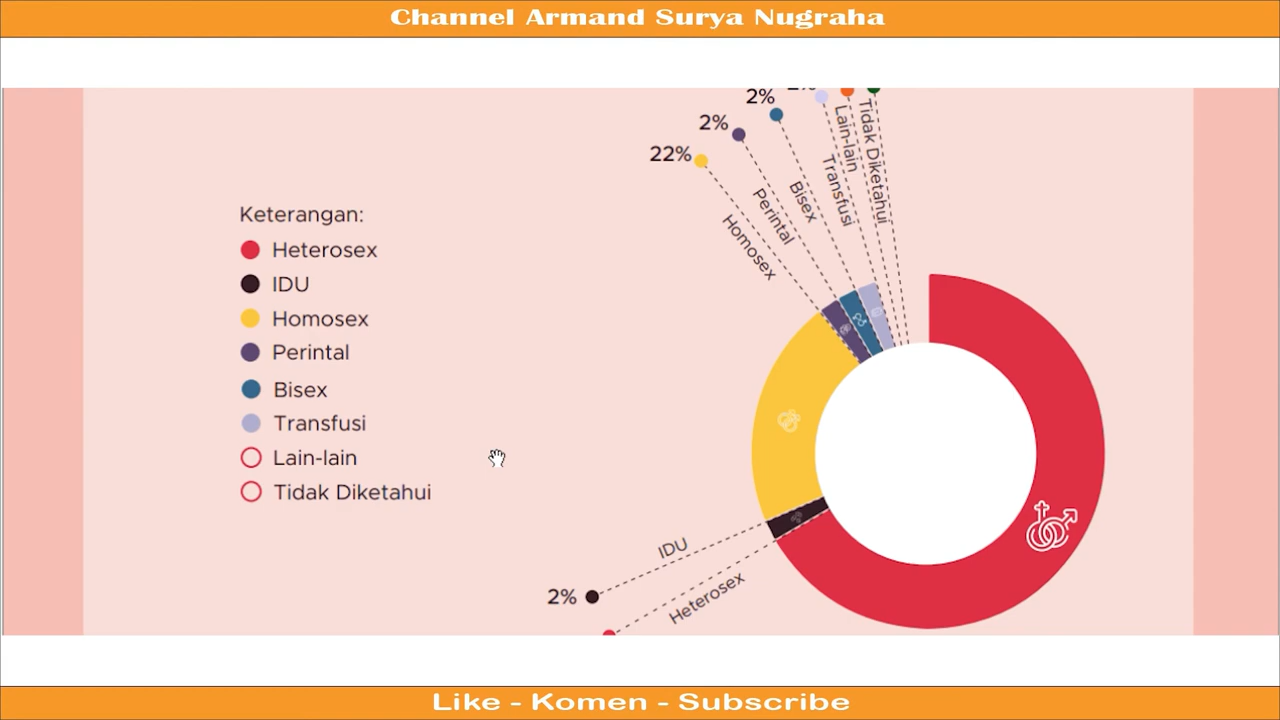 Channel Armand Surya Nugraha
2%
2%
22%
Lain-lain
Tidak Diketahui
Transfusi
Bisex
Perintal
Homosex
Keterangan:
Heterosex
IDU
Homosex
Perintal
Bisex
Transfusi
Lain-lain
Tidak Diketahui
IDU
2%
Heterosex
Like - Komen - Subscribe